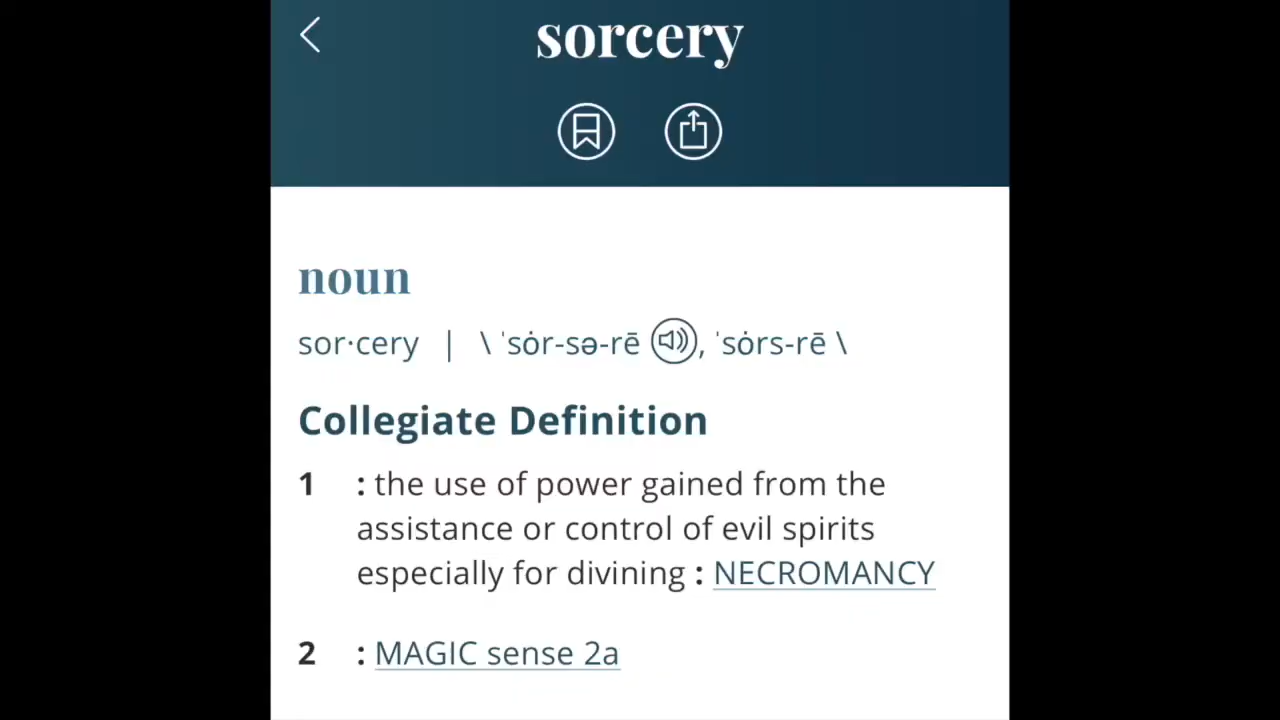 sorcery
noun
sor·cery | \ ˈsȯr-sə-rē , ˈsȯrs-rē \
Collegiate Definition
1 : the use of power gained from the
assistance or control of evil spirits
especially for divining : NECROMANCY
2 : MAGIC sense 2a